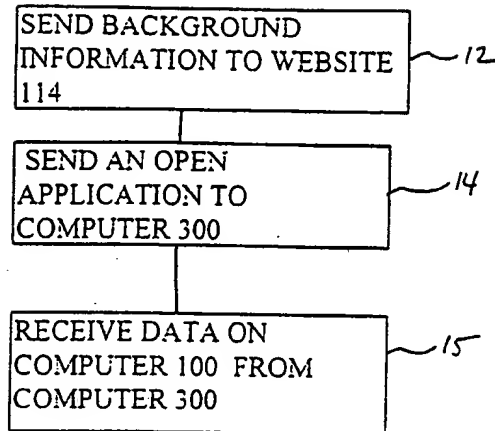 SEND BACKGROUND
INFORMATION TO WEBSITE
114
12
SEND AN OPEN
APPLICATION TO
COMPUTER 300
14
RECEIVE DATA ON
COMPUTER 100 FROM
COMPUTER 300
15